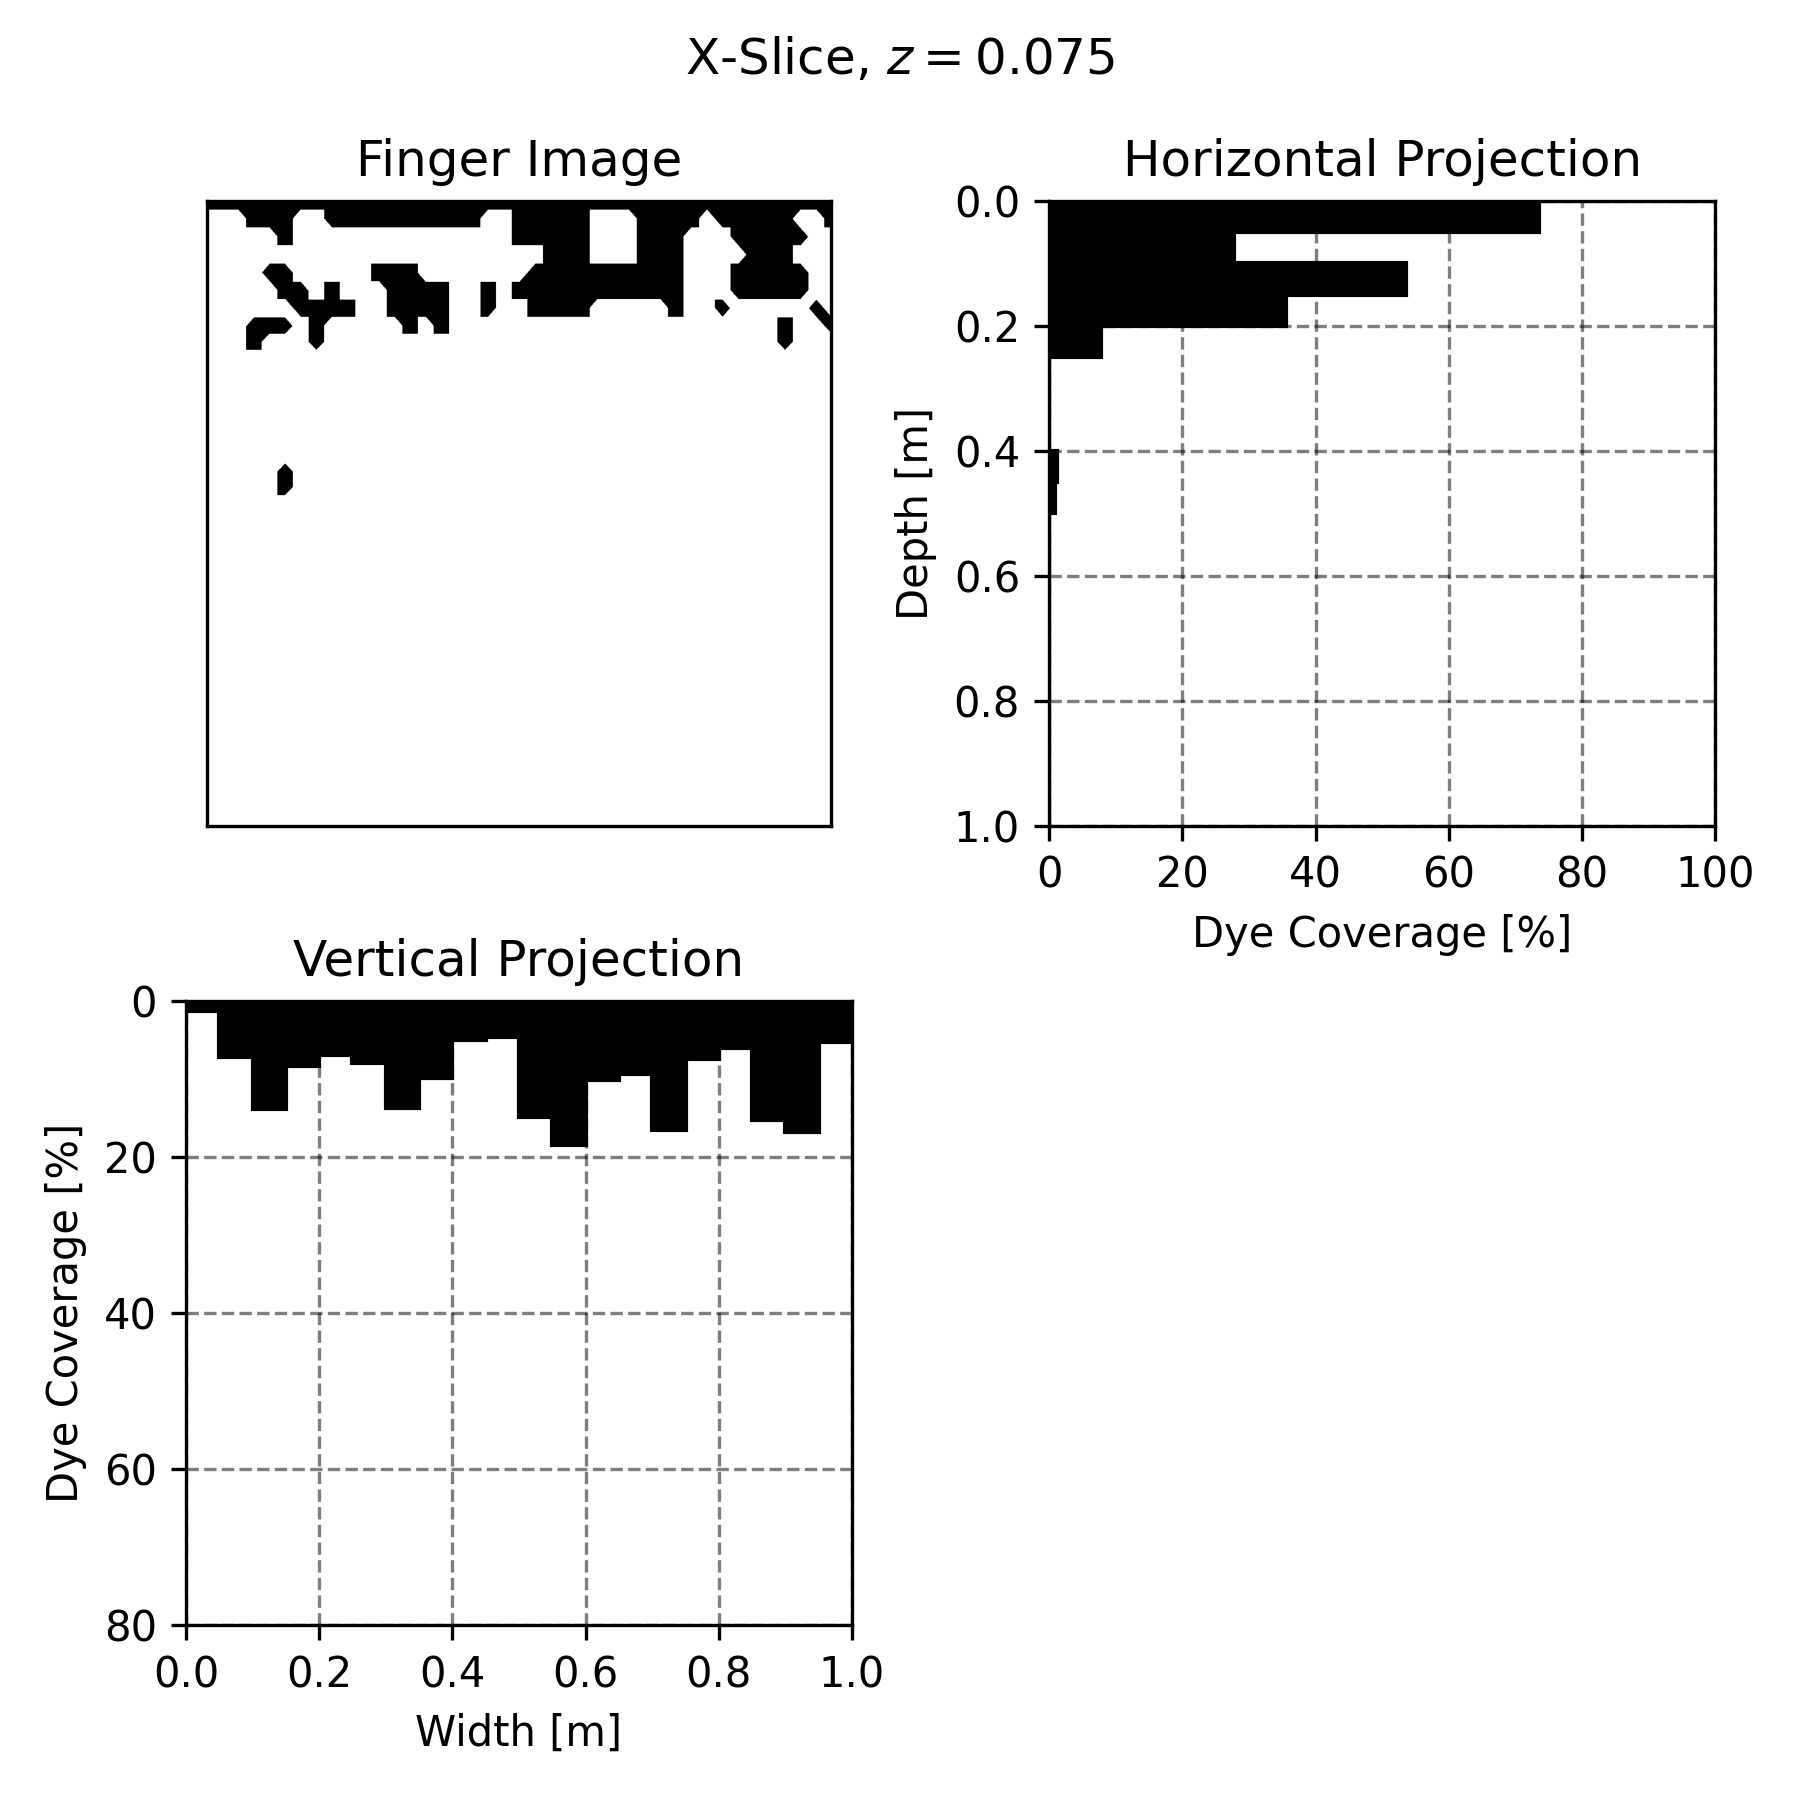 X-Slice, z = 0.075
Finger Image
Horizontal Projection
0.0
0.2
0.4
0.6
0.8
1.0
Depth [m]
0 20 40 60 80 100
Dye Coverage [%]
Vertical Projection
0
20
40
60
80
Dye Coverage [%]
0.0 0.2 0.4 0.6 0.8 1.0
Width [m]